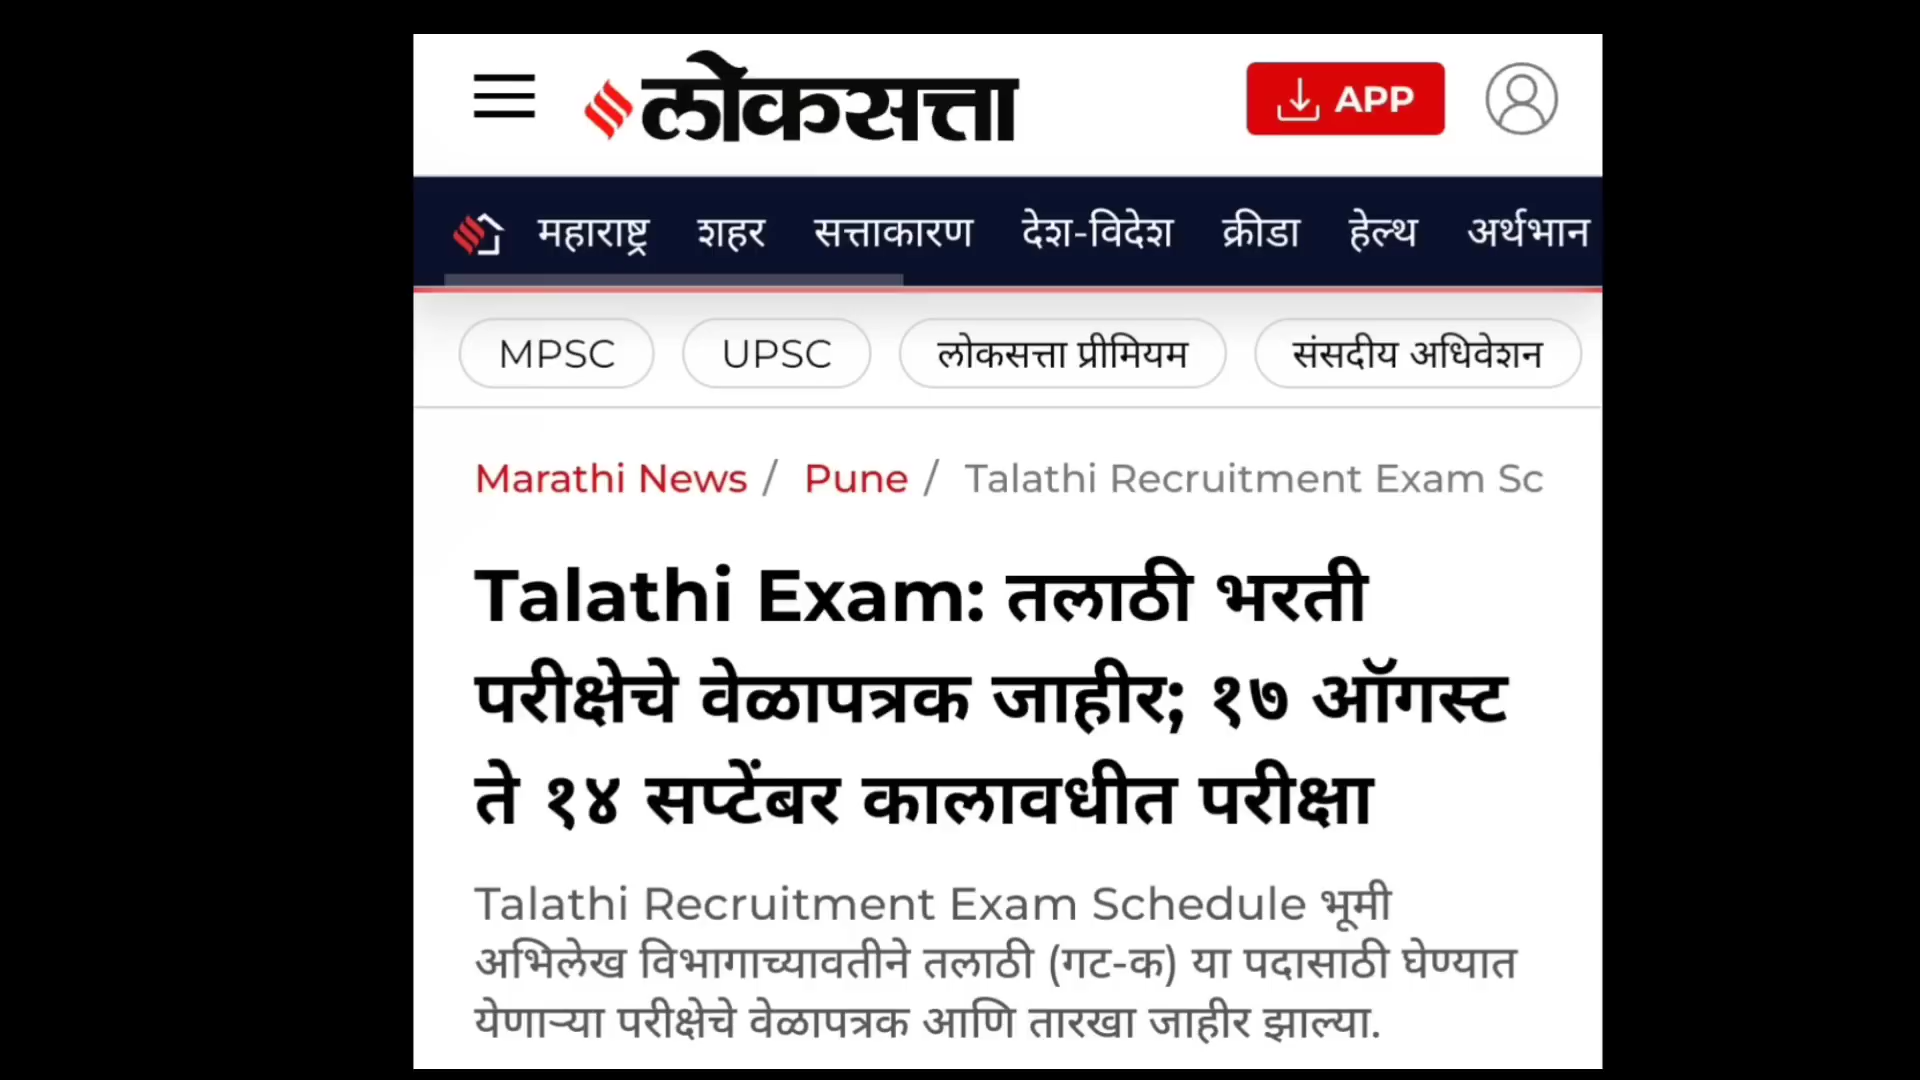 लोकसत्ता
APP
महाराष्ट्र शहर सत्ताकारण देश-विदेश क्रीडा हेल्थ अर्थभान
MPSC UPSC लोकसत्ता प्रीमियम संसदीय अधिवेशन
Marathi News / Pune / Talathi Recruitment Exam Sc
Talathi Exam: तलाठी भरती
परीक्षेचे वेळापत्रक जाहीर; १७ ऑगस्ट
ते १४ सप्टेंबर कालावधीत परीक्षा
Talathi Recruitment Exam Schedule भूमी
अभिलेख विभागाच्यावतीने तलाठी (गट-क) या पदासाठी घेण्यात
येणाऱ्या परीक्षेचे वेळापत्रक आणि तारखा जाहीर झाल्या.